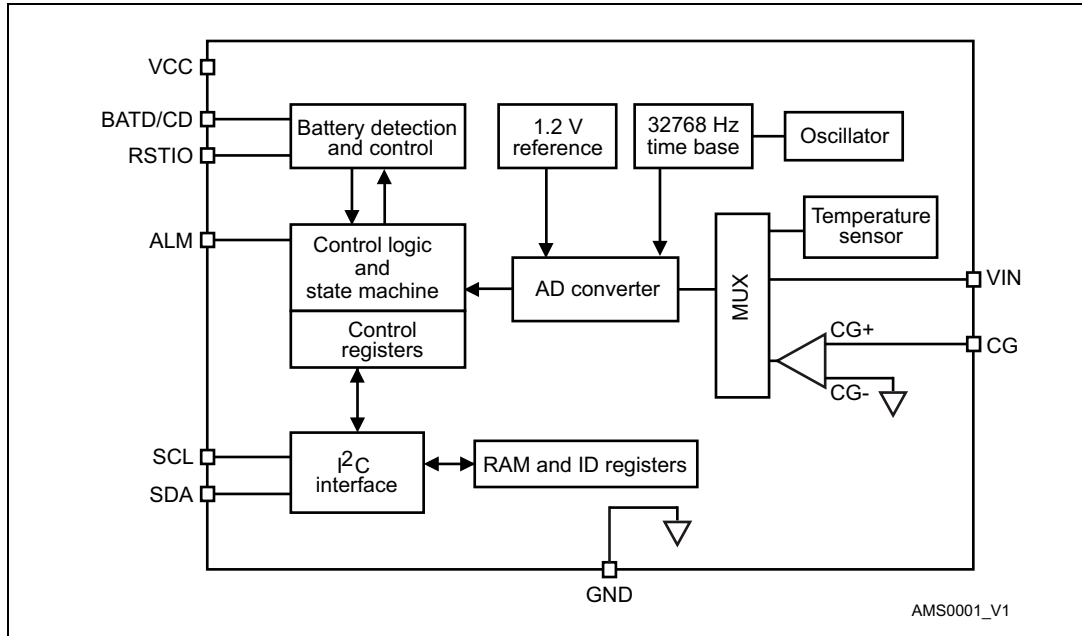 VCC
BATD/CD
RSTIO
ALM
SCL
SDA
Battery detection
and control
1.2 V
reference
32768 Hz
time base
Oscillator
Temperature
sensor
Control logic
and
state machine
Control
registers
AD converter
MUX
VIN
CG+
CG
CG-
I²C
interface
RAM and ID registers
GND
AMS0001_V1